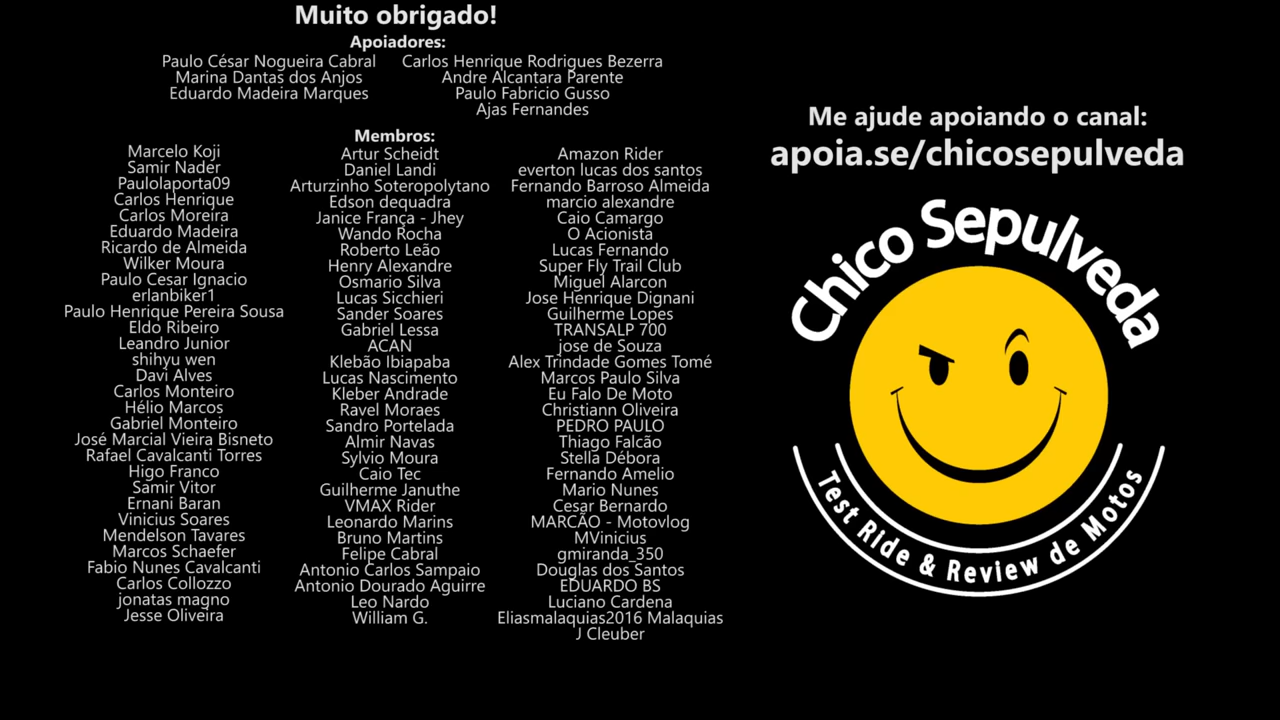 Muito obrigado!
Apoiadores:
Paulo César Nogueira Cabral
Marina Dantas dos Anjos
Eduardo Madeira Marques
Carlos Henrique Rodrigues Bezerra
Andre Alcantara Parente
Paulo Fabricio Gusso
Ajas Fernandes
Membros:
Marcelo Koji
Samir Nader
Paulolaporta09
Carlos Henrique
Carlos Moreira
Eduardo Madeira
Ricardo de Almeida
Wilker Moura
Paulo Cesar Ignacio
erlanbiker1
Paulo Henrique Pereira Sousa
Eldo Ribeiro
Leandro Junior
shihyu wen
Davi Alves
Carlos Monteiro
Hélio Marcos
Gabriel Monteiro
José Marcial Vieira Bisneto
Rafael Cavalcanti Torres
Higo Franco
Samir Vitor
Ernani Baran
Vinicius Soares
Mendelson Tavares
Marcos Schaefer
Fabio Nunes Cavalcanti
Carlos Collozzo
jonatas magno
Jesse Oliveira
Artur Scheidt
Daniel Landi
Arturzinho Soteropolytano
Edson dequadra
Janice França - Jhey
Wando Rocha
Roberto Leão
Henry Alexandre
Osmario Silva
Lucas Sicchieri
Sander Soares
Gabriel Lessa
ACAN
Klebão Ibiapaba
Lucas Nascimento
Kleber Andrade
Ravel Moraes
Sandro Portelada
Almir Navas
Sylvio Moura
Caio Tec
Guilherme Januthe
VMAX Rider
Leonardo Marins
Bruno Martins
Felipe Cabral
Antonio Carlos Sampaio
Antonio Dourado Aguirre
Leo Nardo
William G.
Amazon Rider
everton lucas dos santos
Fernando Barroso Almeida
marcio alexandre
Caio Camargo
O Acionista
Lucas Fernando
Super Fly Trail Club
Miguel Alarcon
Jose Henrique Dignani
Guilherme Lopes
TRANSALP 700
jose de Souza
Alex Trindade Gomes Tomé
Marcos Paulo Silva
Eu Falo De Moto
Christiann Oliveira
PEDRO PAULO
Thiago Falcão
Stella Débora
Fernando Amelio
Mario Nunes
Cesar Bernardo
MARCÃO - Motovlog
MVinicius
gmiranda_350
Douglas dos Santos
EDUARDO BS
Luciano Cardena
Eliasmalaquias2016 Malaquias
J Cleuber
Me ajude apoiando o canal:
apoia.se/chicosepulveda
Chico Sepulveda
Test Ride & Review de Motos